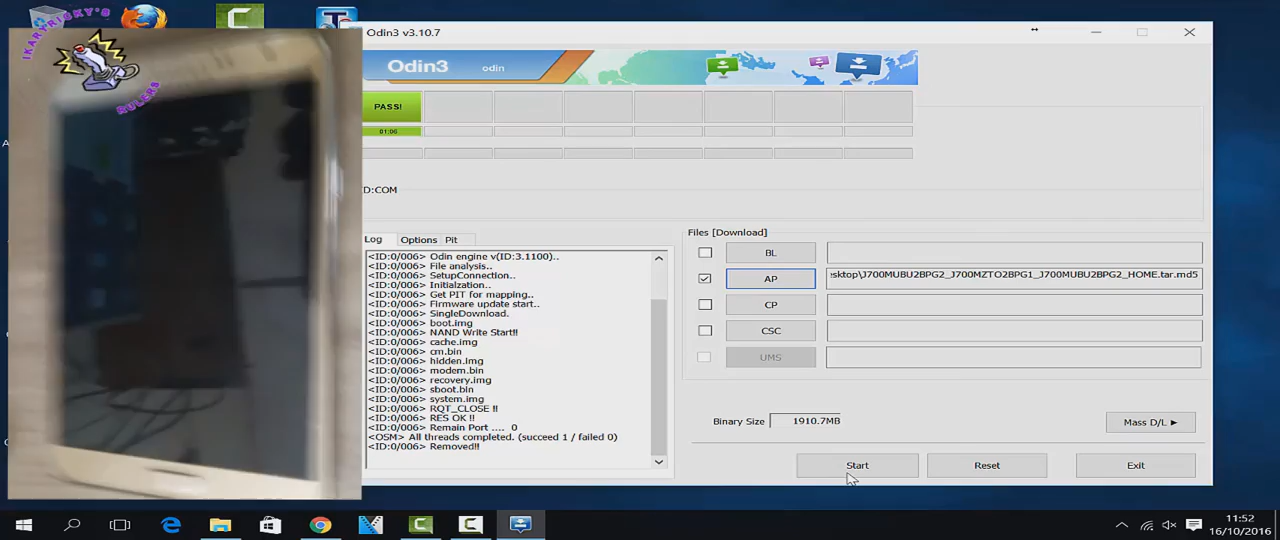 IKARYRISKY'S
RULERS
Odin3 v3.10.7
Odin3
odin
PASS!
01:06
D:COM
Log
Options
Pit
<ID:0/006> Odin engine v(ID:3.1100)..
<ID:0/006> File analysis..
<ID:0/006> SetupConnection..
<ID:0/006> Initialzation..
<ID:0/006> Get PIT for mapping..
<ID:0/006> Firmware update start..
<ID:0/006> SingleDownload.
<ID:0/006> boot.img
<ID:0/006> NAND Write Start!!
<ID:0/006> cache.img
<ID:0/006> cm.bin
<ID:0/006> hidden.img
<ID:0/006> modem.bin
<ID:0/006> recovery.img
<ID:0/006> sboot.bin
<ID:0/006> system.img
<ID:0/006> RQT_CLOSE !!
<ID:0/006> RES OK !!
<ID:0/006> Remain Port .... 0
<OSM> All threads completed. (succeed 1 / failed 0)
<ID:0/006> Removed!!
Files [Download]
BL
AP
sktop\J700MUBU2BPG2_J700MZTO2BPG1_J700MUBU2BPG2_HOME.tar.md5
CP
CSC
UMS
Binary Size
1910.7MB
Mass D/L ►
Start
Reset
Exit
11:52
16/10/2016